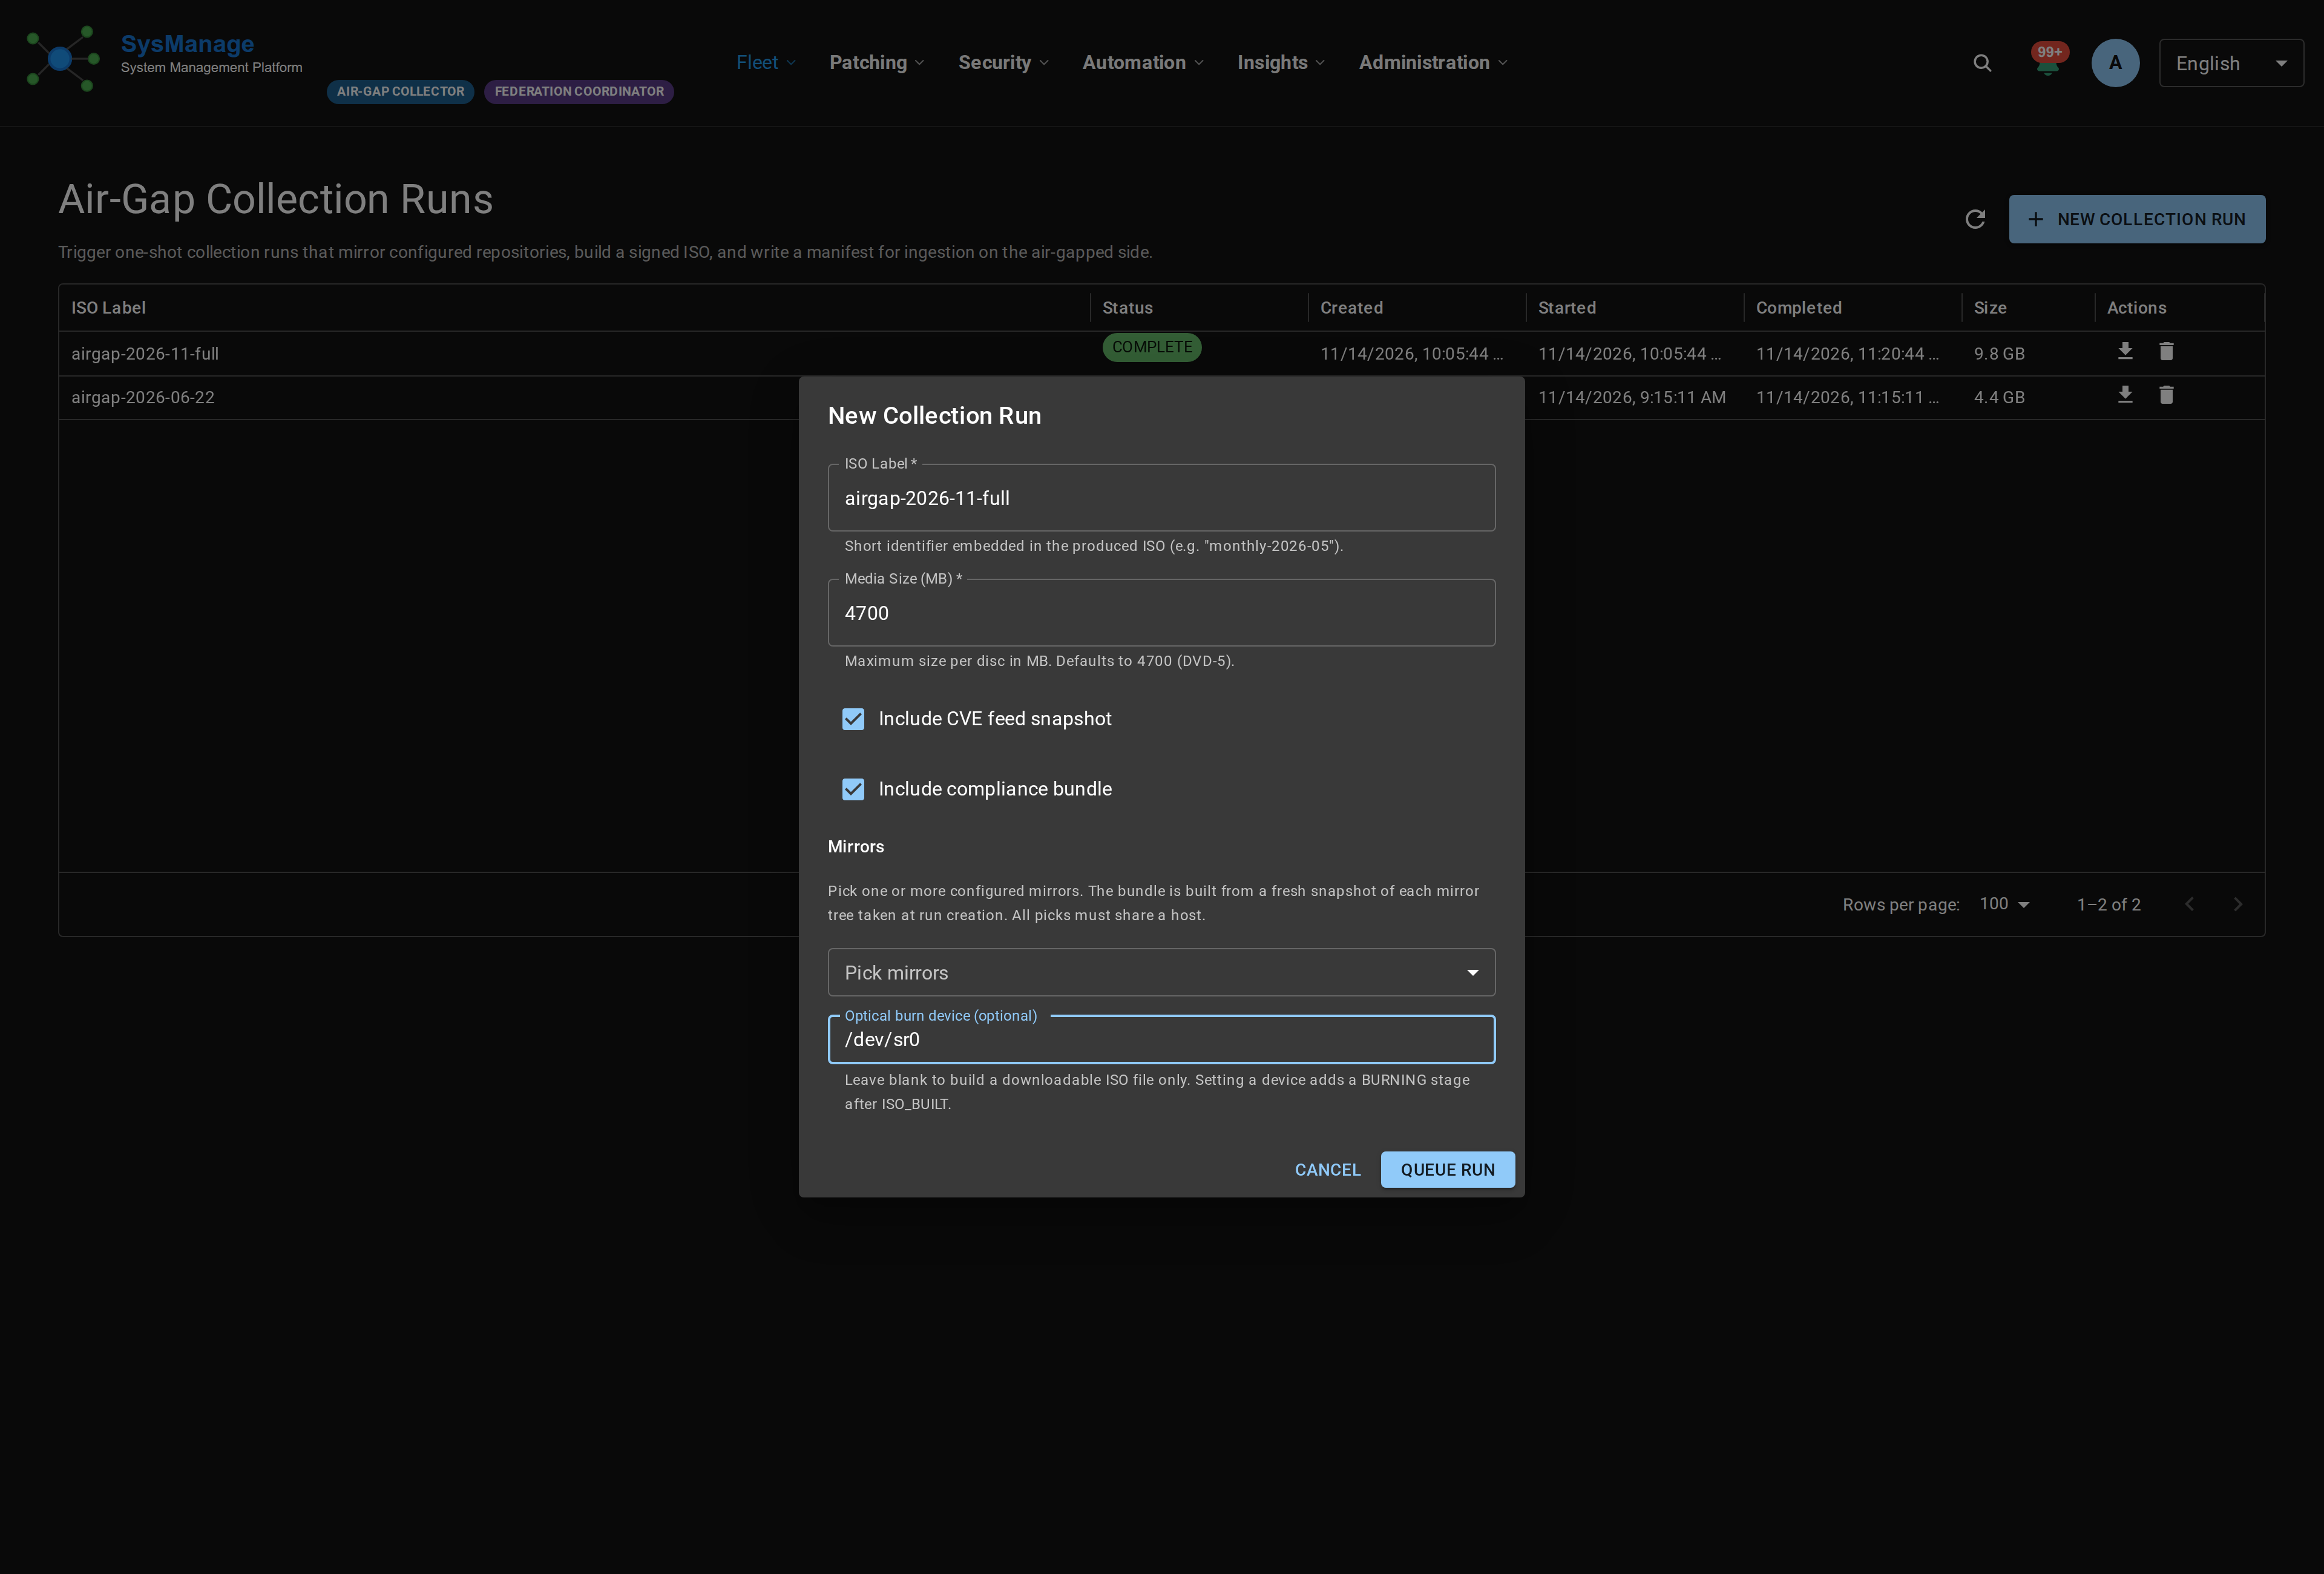 SysManage
System Management Platform
AIR-GAP COLLECTOR
FEDERATION COORDINATOR
Fleet
Patching
Security
Automation
Insights
Administration
99+
A
English
Air-Gap Collection Runs
NEW COLLECTION RUN
Trigger one-shot collection runs that mirror configured repositories, build a signed ISO, and write a manifest for ingestion on the air-gapped side.
ISO Label Status Created Started Completed Size Actions
airgap-2026-11-full COMPLETE 11/14/2026, 10:05:44 ... 11/14/2026, 10:05:44 ... 11/14/2026, 11:20:44 ... 9.8 GB
airgap-2026-06-22 11/14/2026, 9:15:11 AM 11/14/2026, 11:15:11 ... 4.4 GB
New Collection Run
ISO Label *
airgap-2026-11-full
Short identifier embedded in the produced ISO (e.g. "monthly-2026-05").
Media Size (MB) *
4700
Maximum size per disc in MB. Defaults to 4700 (DVD-5).
Include CVE feed snapshot
Include compliance bundle
Mirrors
Pick one or more configured mirrors. The bundle is built from a fresh snapshot of each mirror
tree taken at run creation. All picks must share a host.
Pick mirrors
Optical burn device (optional)
/dev/sr0
Leave blank to build a downloadable ISO file only. Setting a device adds a BURNING stage
after ISO_BUILT.
CANCEL
QUEUE RUN
Rows per page: 100 1–2 of 2